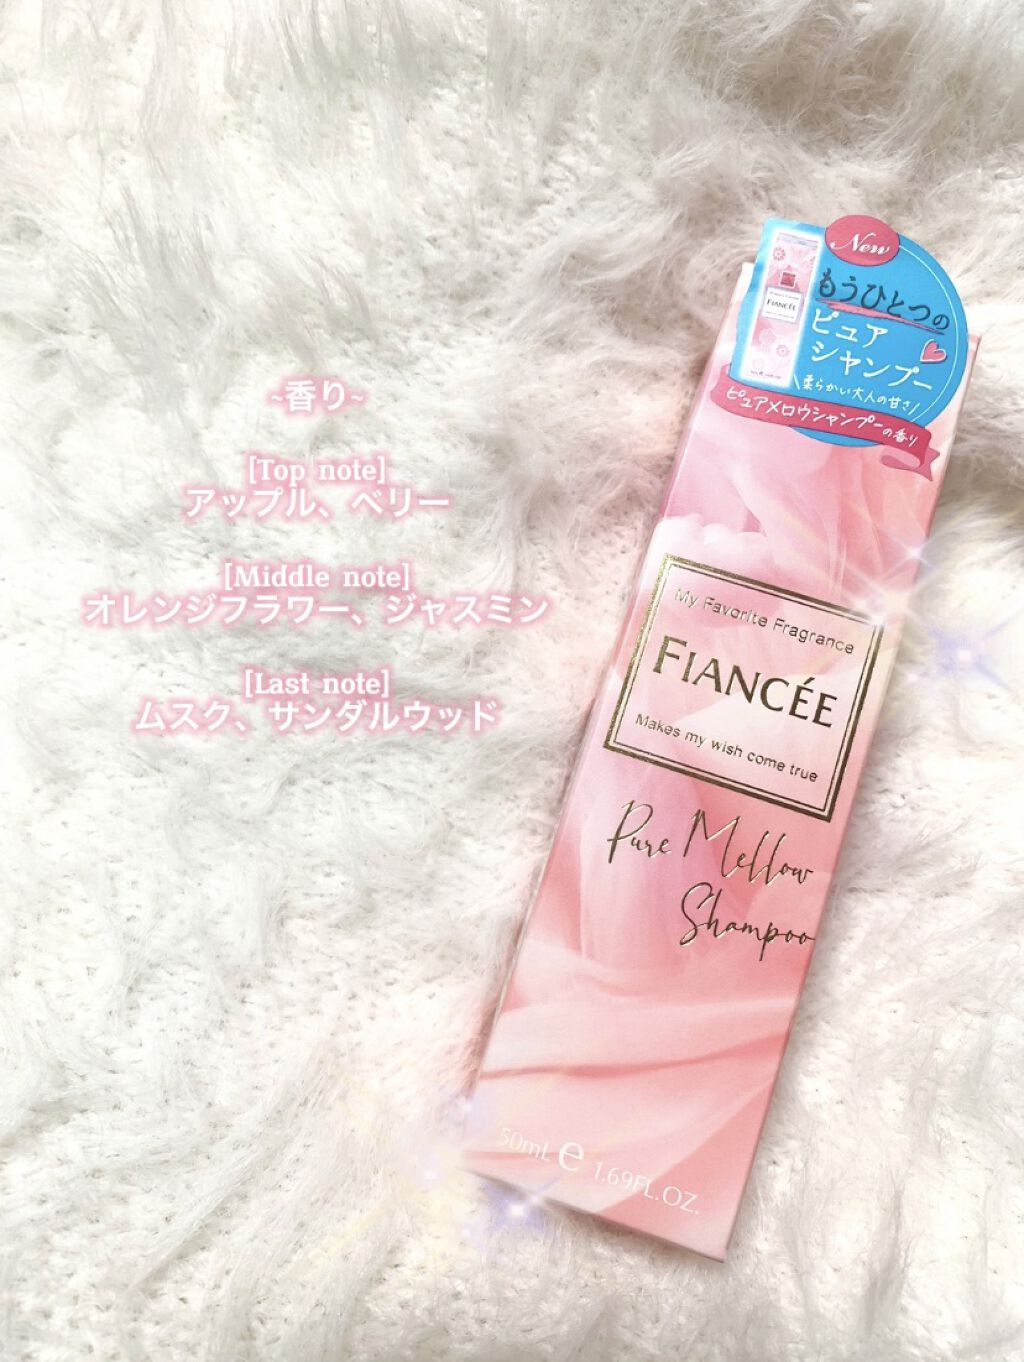 ~香り~
[Top note]
アップル、ベリー
[Middle note]
オレンジフラワー、ジャスミン
[Last note]
ムスク、サンダルウッド
New
もうひとつの
ピュア
シャンプー
\柔らかい大人の甘さ/
ピュアメロウシャンプーの香り
FIANCÉE
My Favorite Fragrance
FIANCÉE
Makes my wish come true
Pure Mellow
Shampoo
50mL e 1.69FL.OZ.